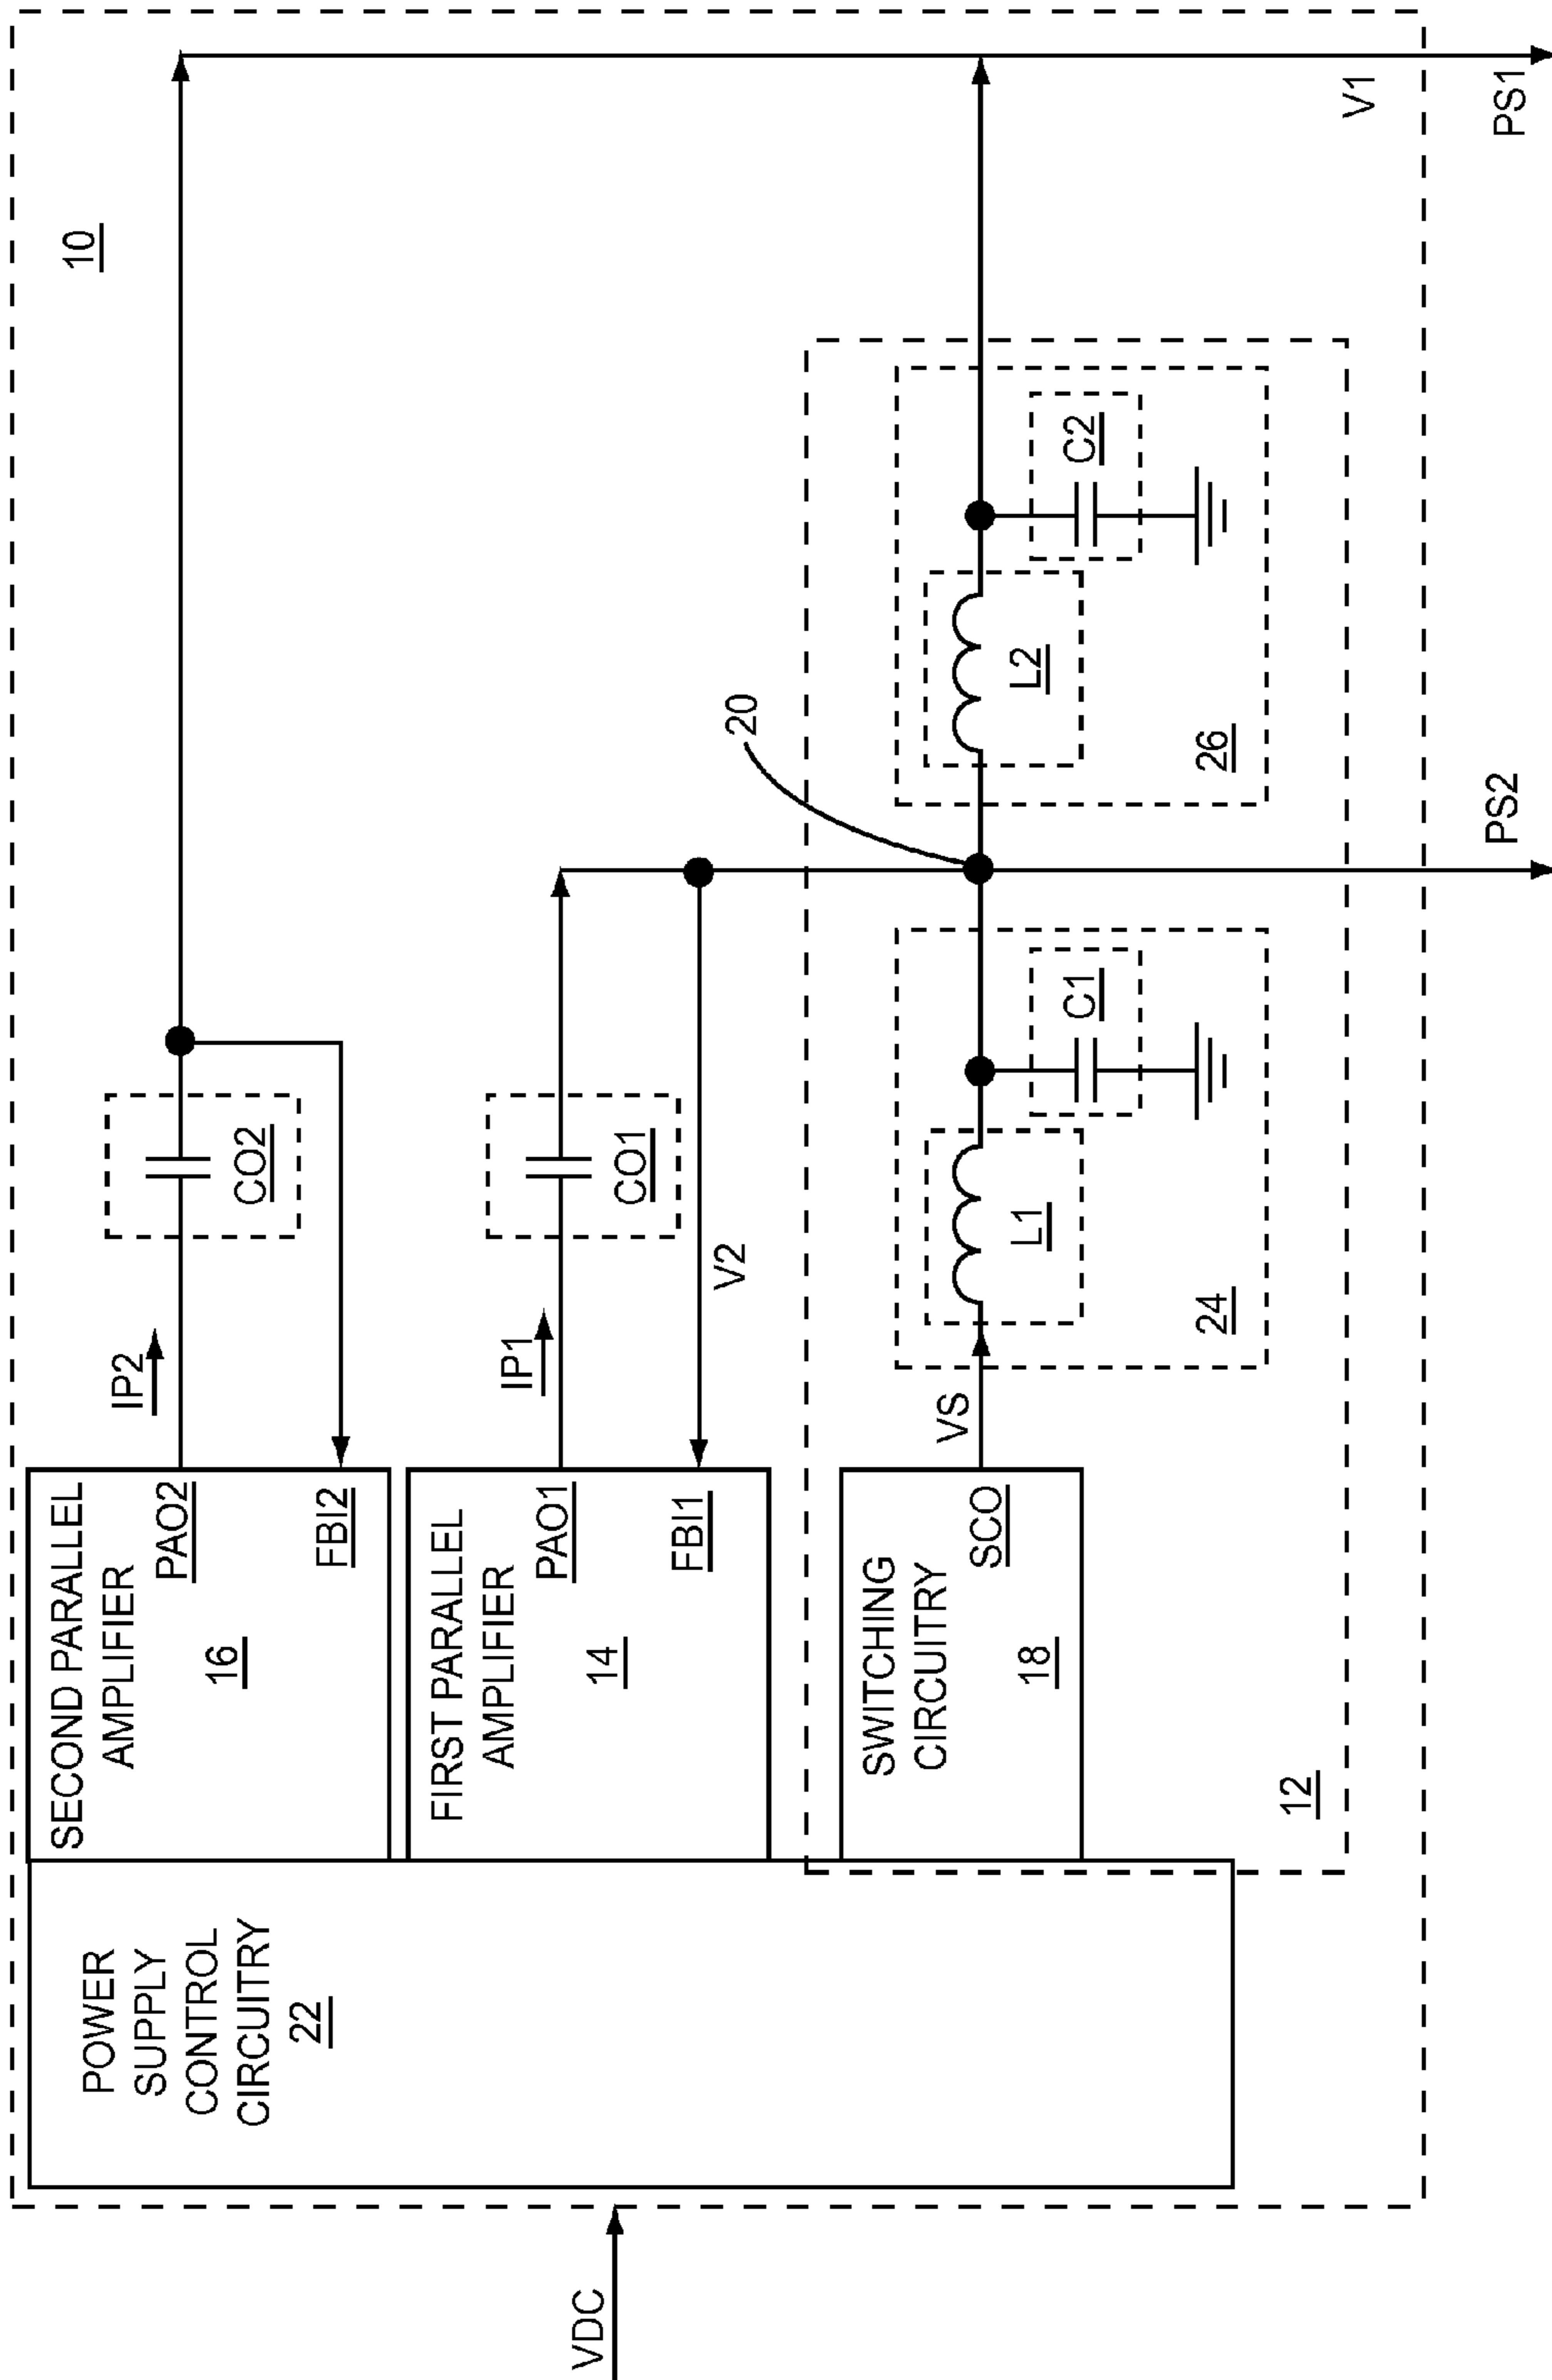 10
SECOND PARALLEL
AMPLIFIER
16
PAO2
FBI2
IP2
CO2
FIRST PARALLEL
AMPLIFIER
14
PAO1
FBI1
IP1
CO1
V2
POWER
SUPPLY
CONTROL
CIRCUITRY
22
VDC
SWITCHING
CIRCUITRY
18
SCO
VS
L1
C1
24
20
L2
C2
26
12
V1
PS2
PS1